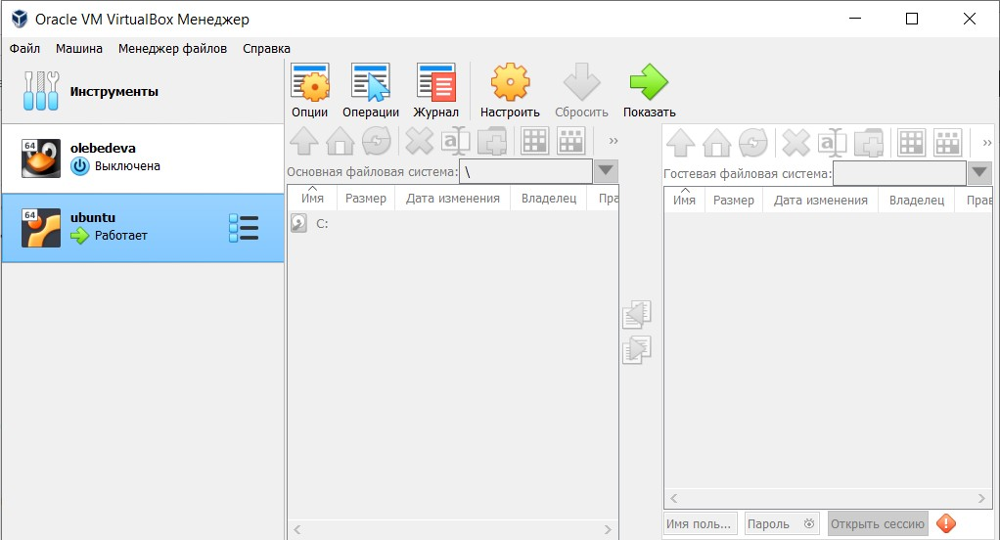 Oracle VM VirtualBox Менеджер
Файл Машина Менеджер файлов Справка
Инструменты
Опции Операции Журнал Настроить Сбросить Показать
64
olebedeva
Выключена
64
ubuntu
Работает
Основная файловая система: \
Имя Размер Дата изменения Владелец Пра
C:
Гостевая файловая система:
Имя Размер Дата изменения Владелец Прав
Имя поль... Пароль Открыть сессию